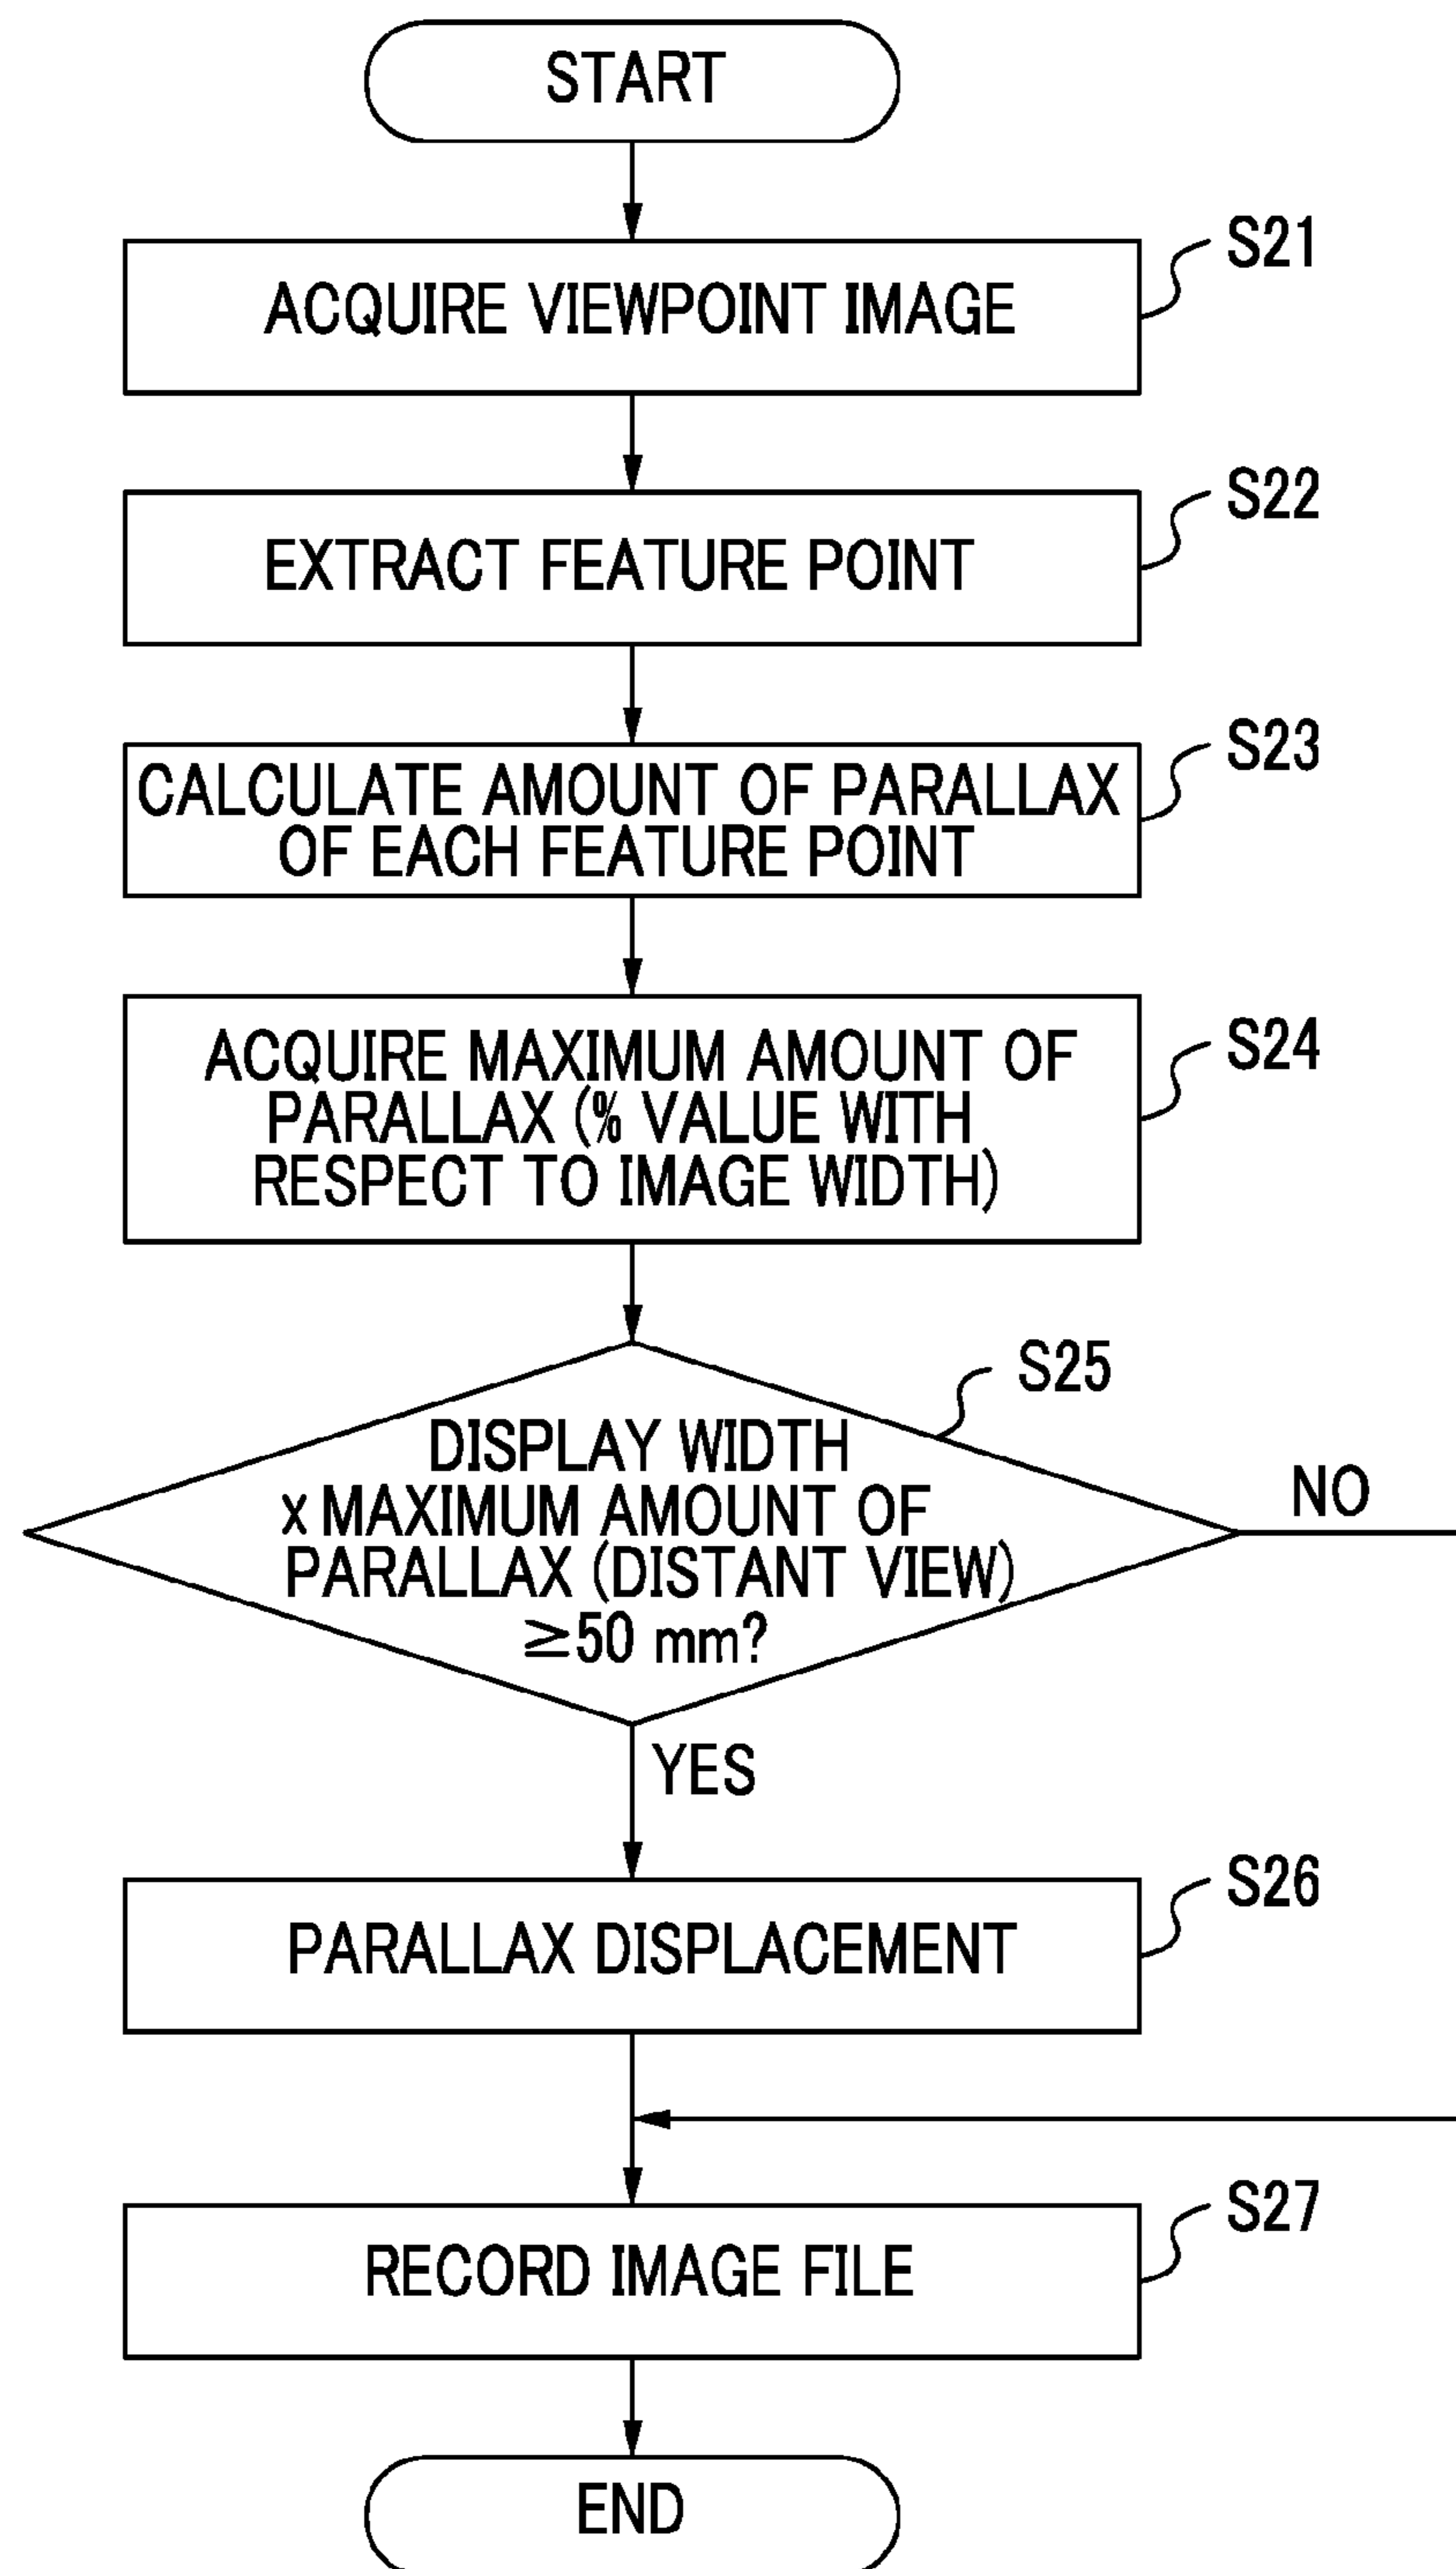 START
S21
ACQUIRE VIEWPOINT IMAGE
S22
EXTRACT FEATURE POINT
S23
CALCULATE AMOUNT OF PARALLAX
OF EACH FEATURE POINT
S24
ACQUIRE MAXIMUM AMOUNT OF
PARALLAX (% VALUE WITH
RESPECT TO IMAGE WIDTH)
S25
DISPLAY WIDTH
x MAXIMUM AMOUNT OF
PARALLAX (DISTANT VIEW)
≧50 mm?
NO
YES
S26
PARALLAX DISPLACEMENT
S27
RECORD IMAGE FILE
END